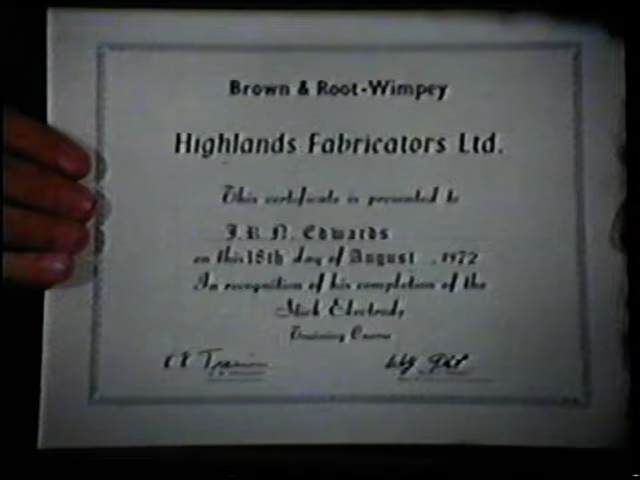 Brown & Root-Wimpey
Highlands Fabricators Ltd.
This certificate is presented to
J.R.N. Edwards
on this 18th day of August , 1972
In recognition of his completion of the
Stick Electrode
Training Course